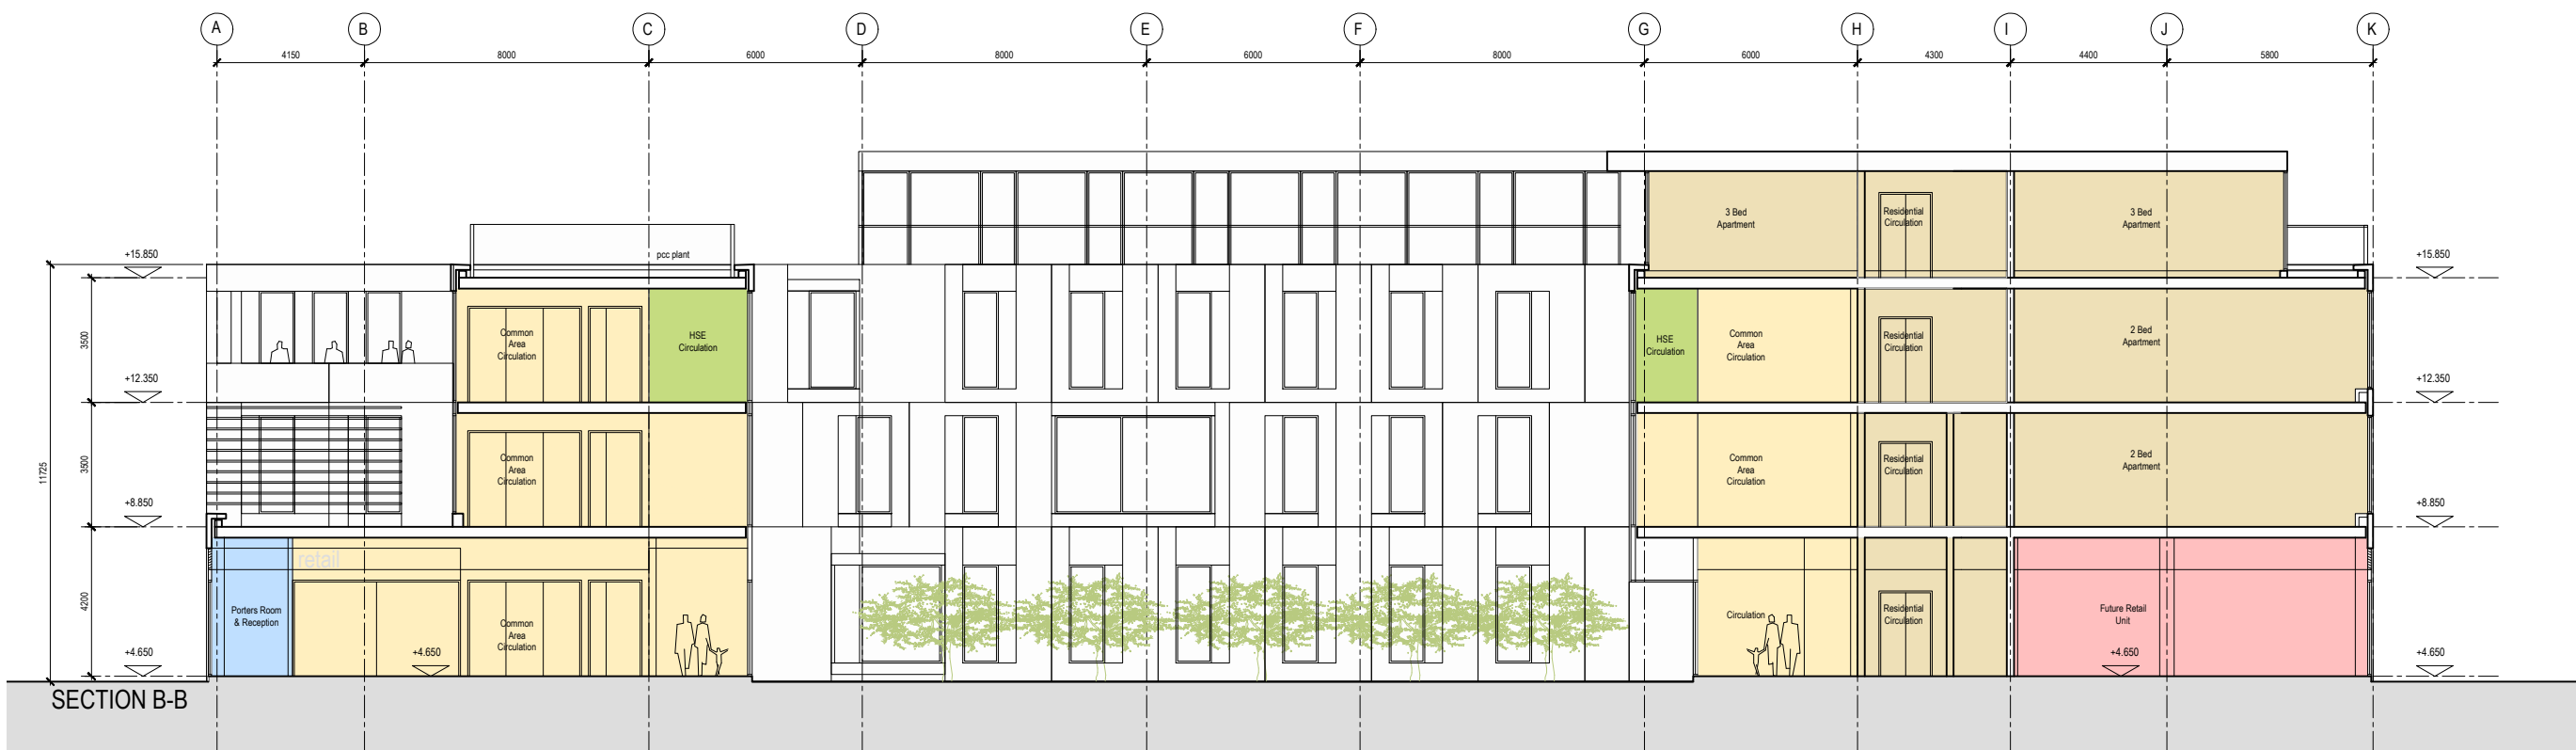 A
B
C
D
E
F
G
H
I
J
K
4150
8000
6000
8000
6000
8000
6000
4300
4400
5800
3 Bed
Apartment
Residential
Circulation
3 Bed
Apartment
+15.850
pcc plant
+15.850
3500
Common
Area
Circulation
HSE
Circulation
HSE
Circulation
Common
Area
Circulation
Residential
Circulation
2 Bed
Apartment
+12.350
+12.350
11725
3500
Common
Area
Circulation
Common
Area
Circulation
Residential
Circulation
2 Bed
Apartment
+8.850
+8.850
retail
4200
Porters Room
& Reception
Common
Area
Circulation
Circulation
Residential
Circulation
Future Retail
Unit
+4.650
+4.650
+4.650
+4.650
SECTION B-B